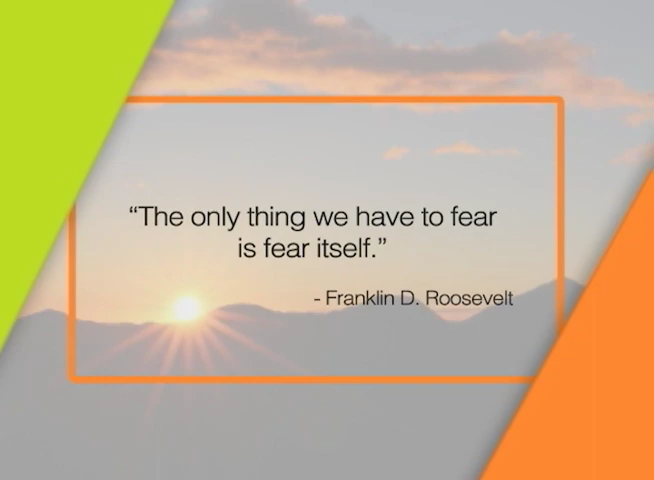 “The only thing we have to fear
is fear itself.”
- Franklin D. Roosevelt